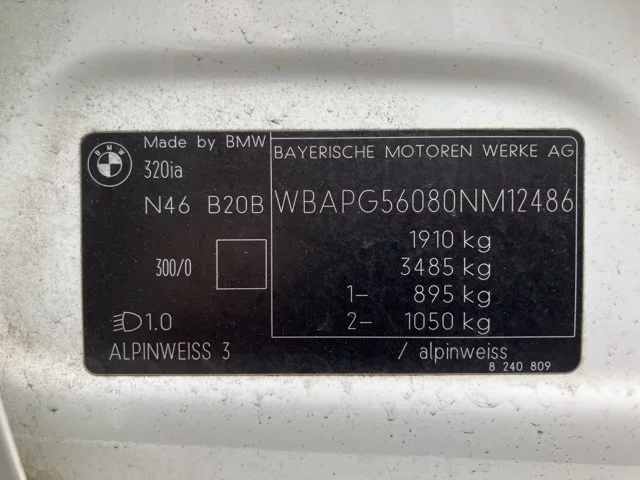 BMW
Made by BMW
320ia
N46 B20B
300/0
1.0
ALPINWEISS 3
BAYERISCHE MOTOREN WERKE AG
WBAPG56080NM12486
1910 kg
3485 kg
1- 895 kg
2- 1050 kg
/ alpinweiss
8 240 809